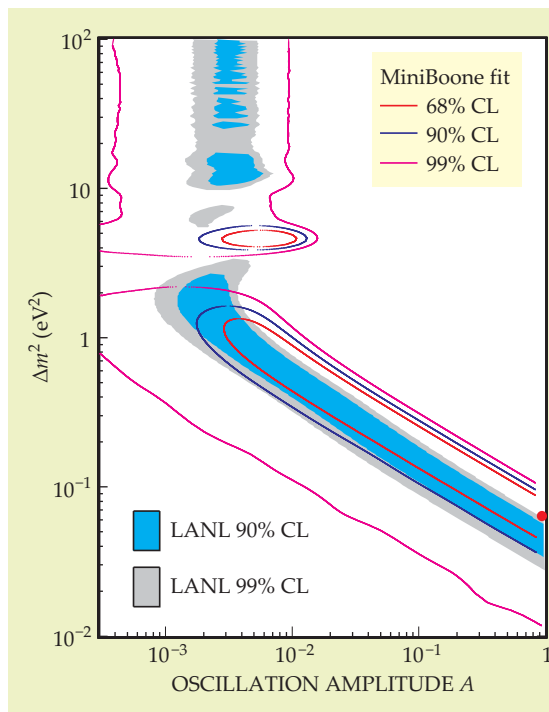 10²
10
1
10⁻¹
10⁻²
Δm² (eV²)
MiniBoone fit
68% CL
90% CL
99% CL
LANL 90% CL
LANL 99% CL
10⁻³
10⁻²
10⁻¹
1
OSCILLATION AMPLITUDE A